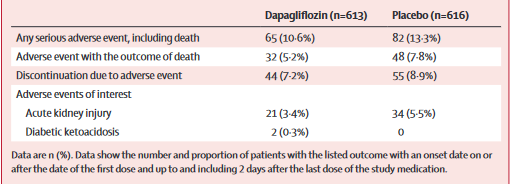 Dapagliflozin (n=613) Placebo (n=616)
Any serious adverse event, including death 65 (10·6%) 82 (13·3%)
Adverse event with the outcome of death 32 (5·2%) 48 (7·8%)
Discontinuation due to adverse event 44 (7·2%) 55 (8·9%)
Adverse events of interest
Acute kidney injury 21 (3·4%) 34 (5·5%)
Diabetic ketoacidosis 2 (0·3%) 0
Data are n (%). Data show the number and proportion of patients with the listed outcome with an onset date on or
after the date of the first dose and up to and including 2 days after the last dose of the study medication.